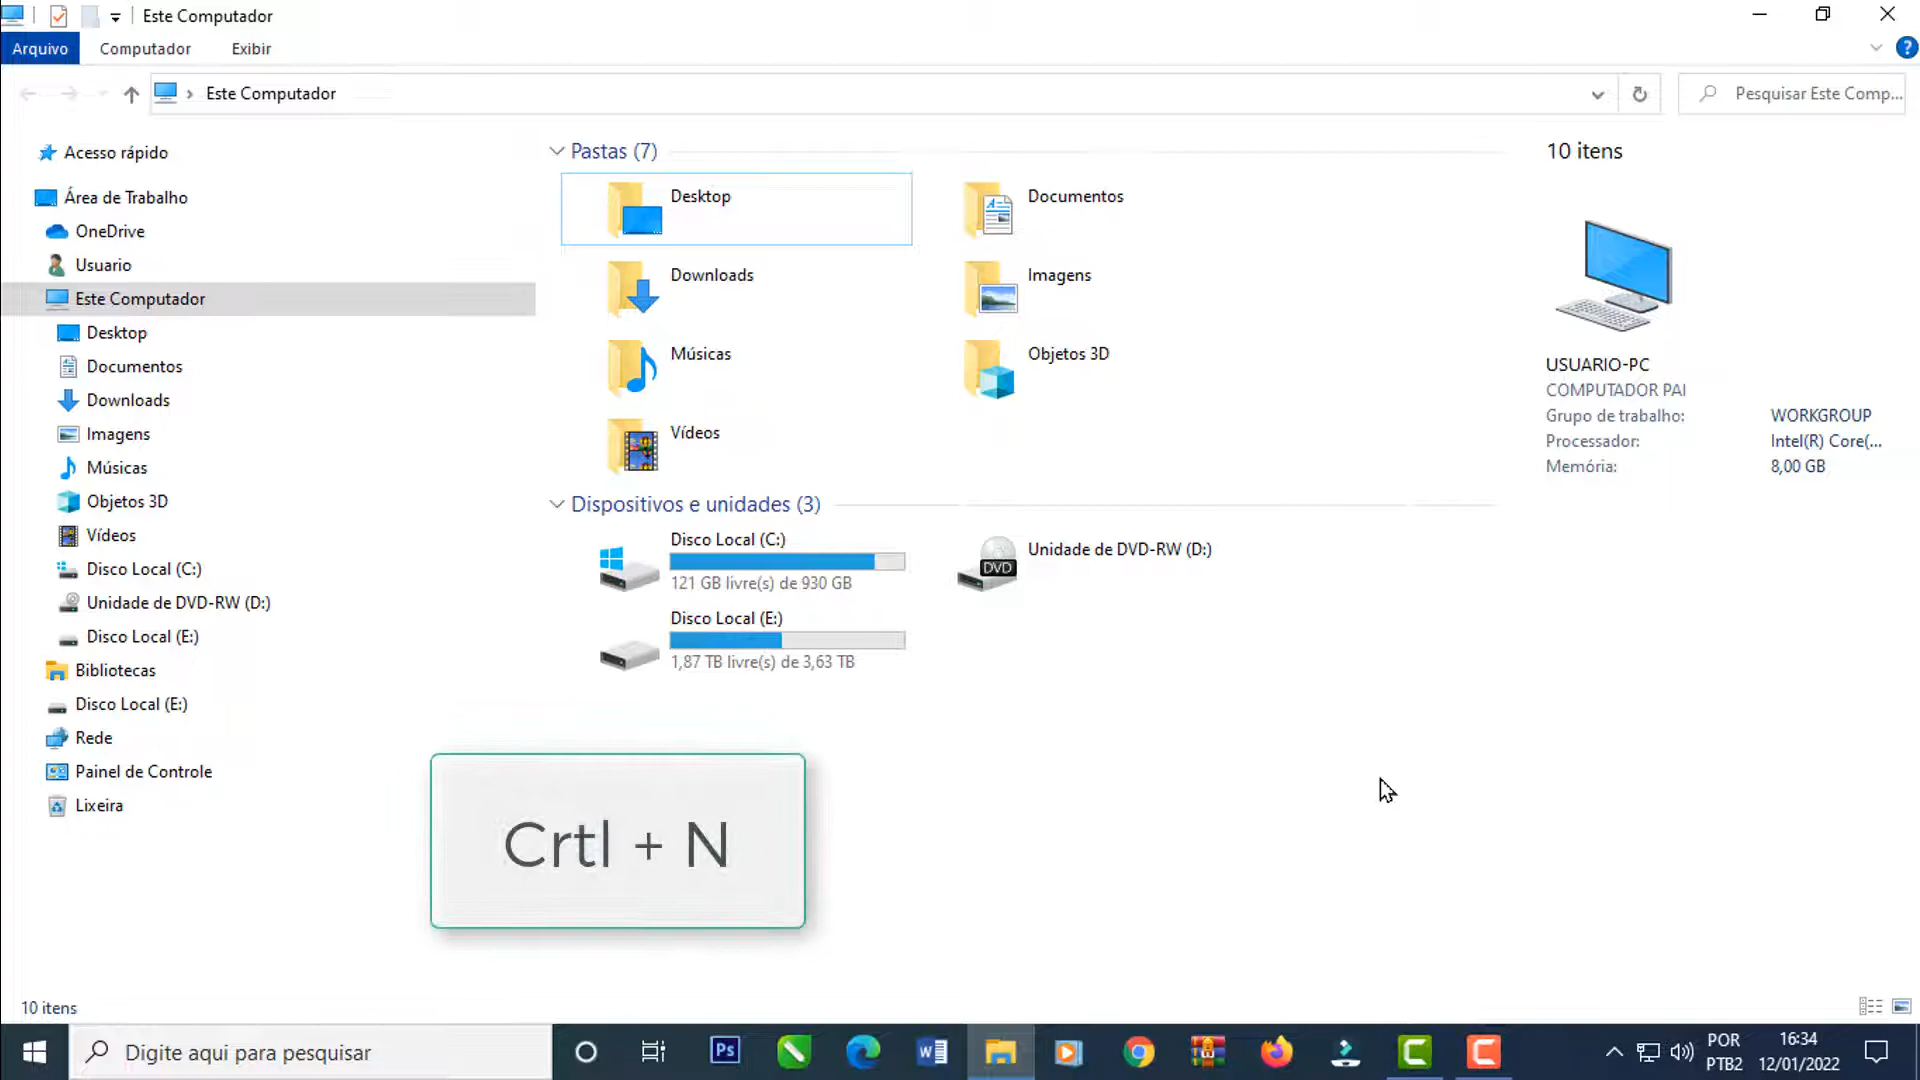 Este Computador
Arquivo
Computador
Exibir
?
Este Computador
Pesquisar Este Comp...
Acesso rápido
Área de Trabalho
OneDrive
Usuario
Este Computador
Desktop
Documentos
Downloads
Imagens
Músicas
Objetos 3D
Vídeos
Disco Local (C:)
Unidade de DVD-RW (D:)
Disco Local (E:)
Bibliotecas
Disco Local (E:)
Rede
Painel de Controle
Lixeira
Pastas (7)
Desktop
Documentos
Downloads
Imagens
Músicas
Objetos 3D
Vídeos
Dispositivos e unidades (3)
Disco Local (C:)
121 GB livre(s) de 930 GB
DVD
Unidade de DVD-RW (D:)
Disco Local (E:)
1,87 TB livre(s) de 3,63 TB
10 itens
USUARIO-PC
COMPUTADOR PAI
Grupo de trabalho: WORKGROUP
Processador: Intel(R) Core(...
Memória: 8,00 GB
Crtl + N
10 itens
Digite aqui para pesquisar
Ps
POR
PTB2
16:34
12/01/2022